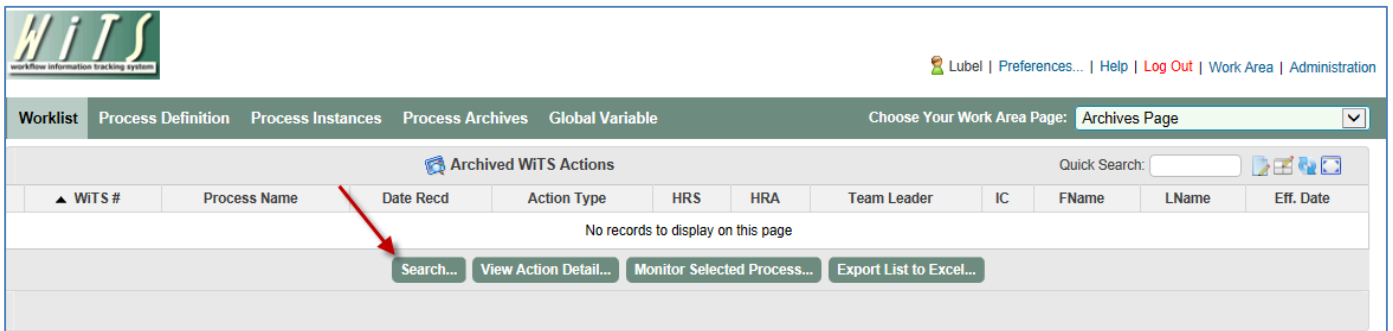 WiTS
workflow information tracking system
Lubel | Preferences... | Help | Log Out | Work Area | Administration
Worklist Process Definition Process Instances Process Archives Global Variable Choose Your Work Area Page: Archives Page
Archived WiTS Actions Quick Search:
▲ WiTS # Process Name Date Recd Action Type HRS HRA Team Leader IC FName LName Eff. Date
No records to display on this page
Search... View Action Detail... Monitor Selected Process... Export List to Excel...